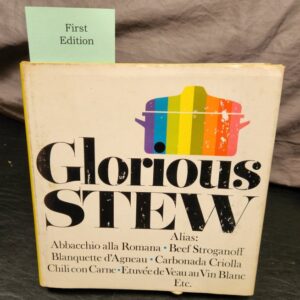 First
Edition
Glorious
STEW
Alias:
Abbacchio alla Romana • Beef Stroganoff
Blanquette d'Agneau • Carbonada Criolla
Chili con Carne • Etuvée de Veau au Vin Blanc
Etc.